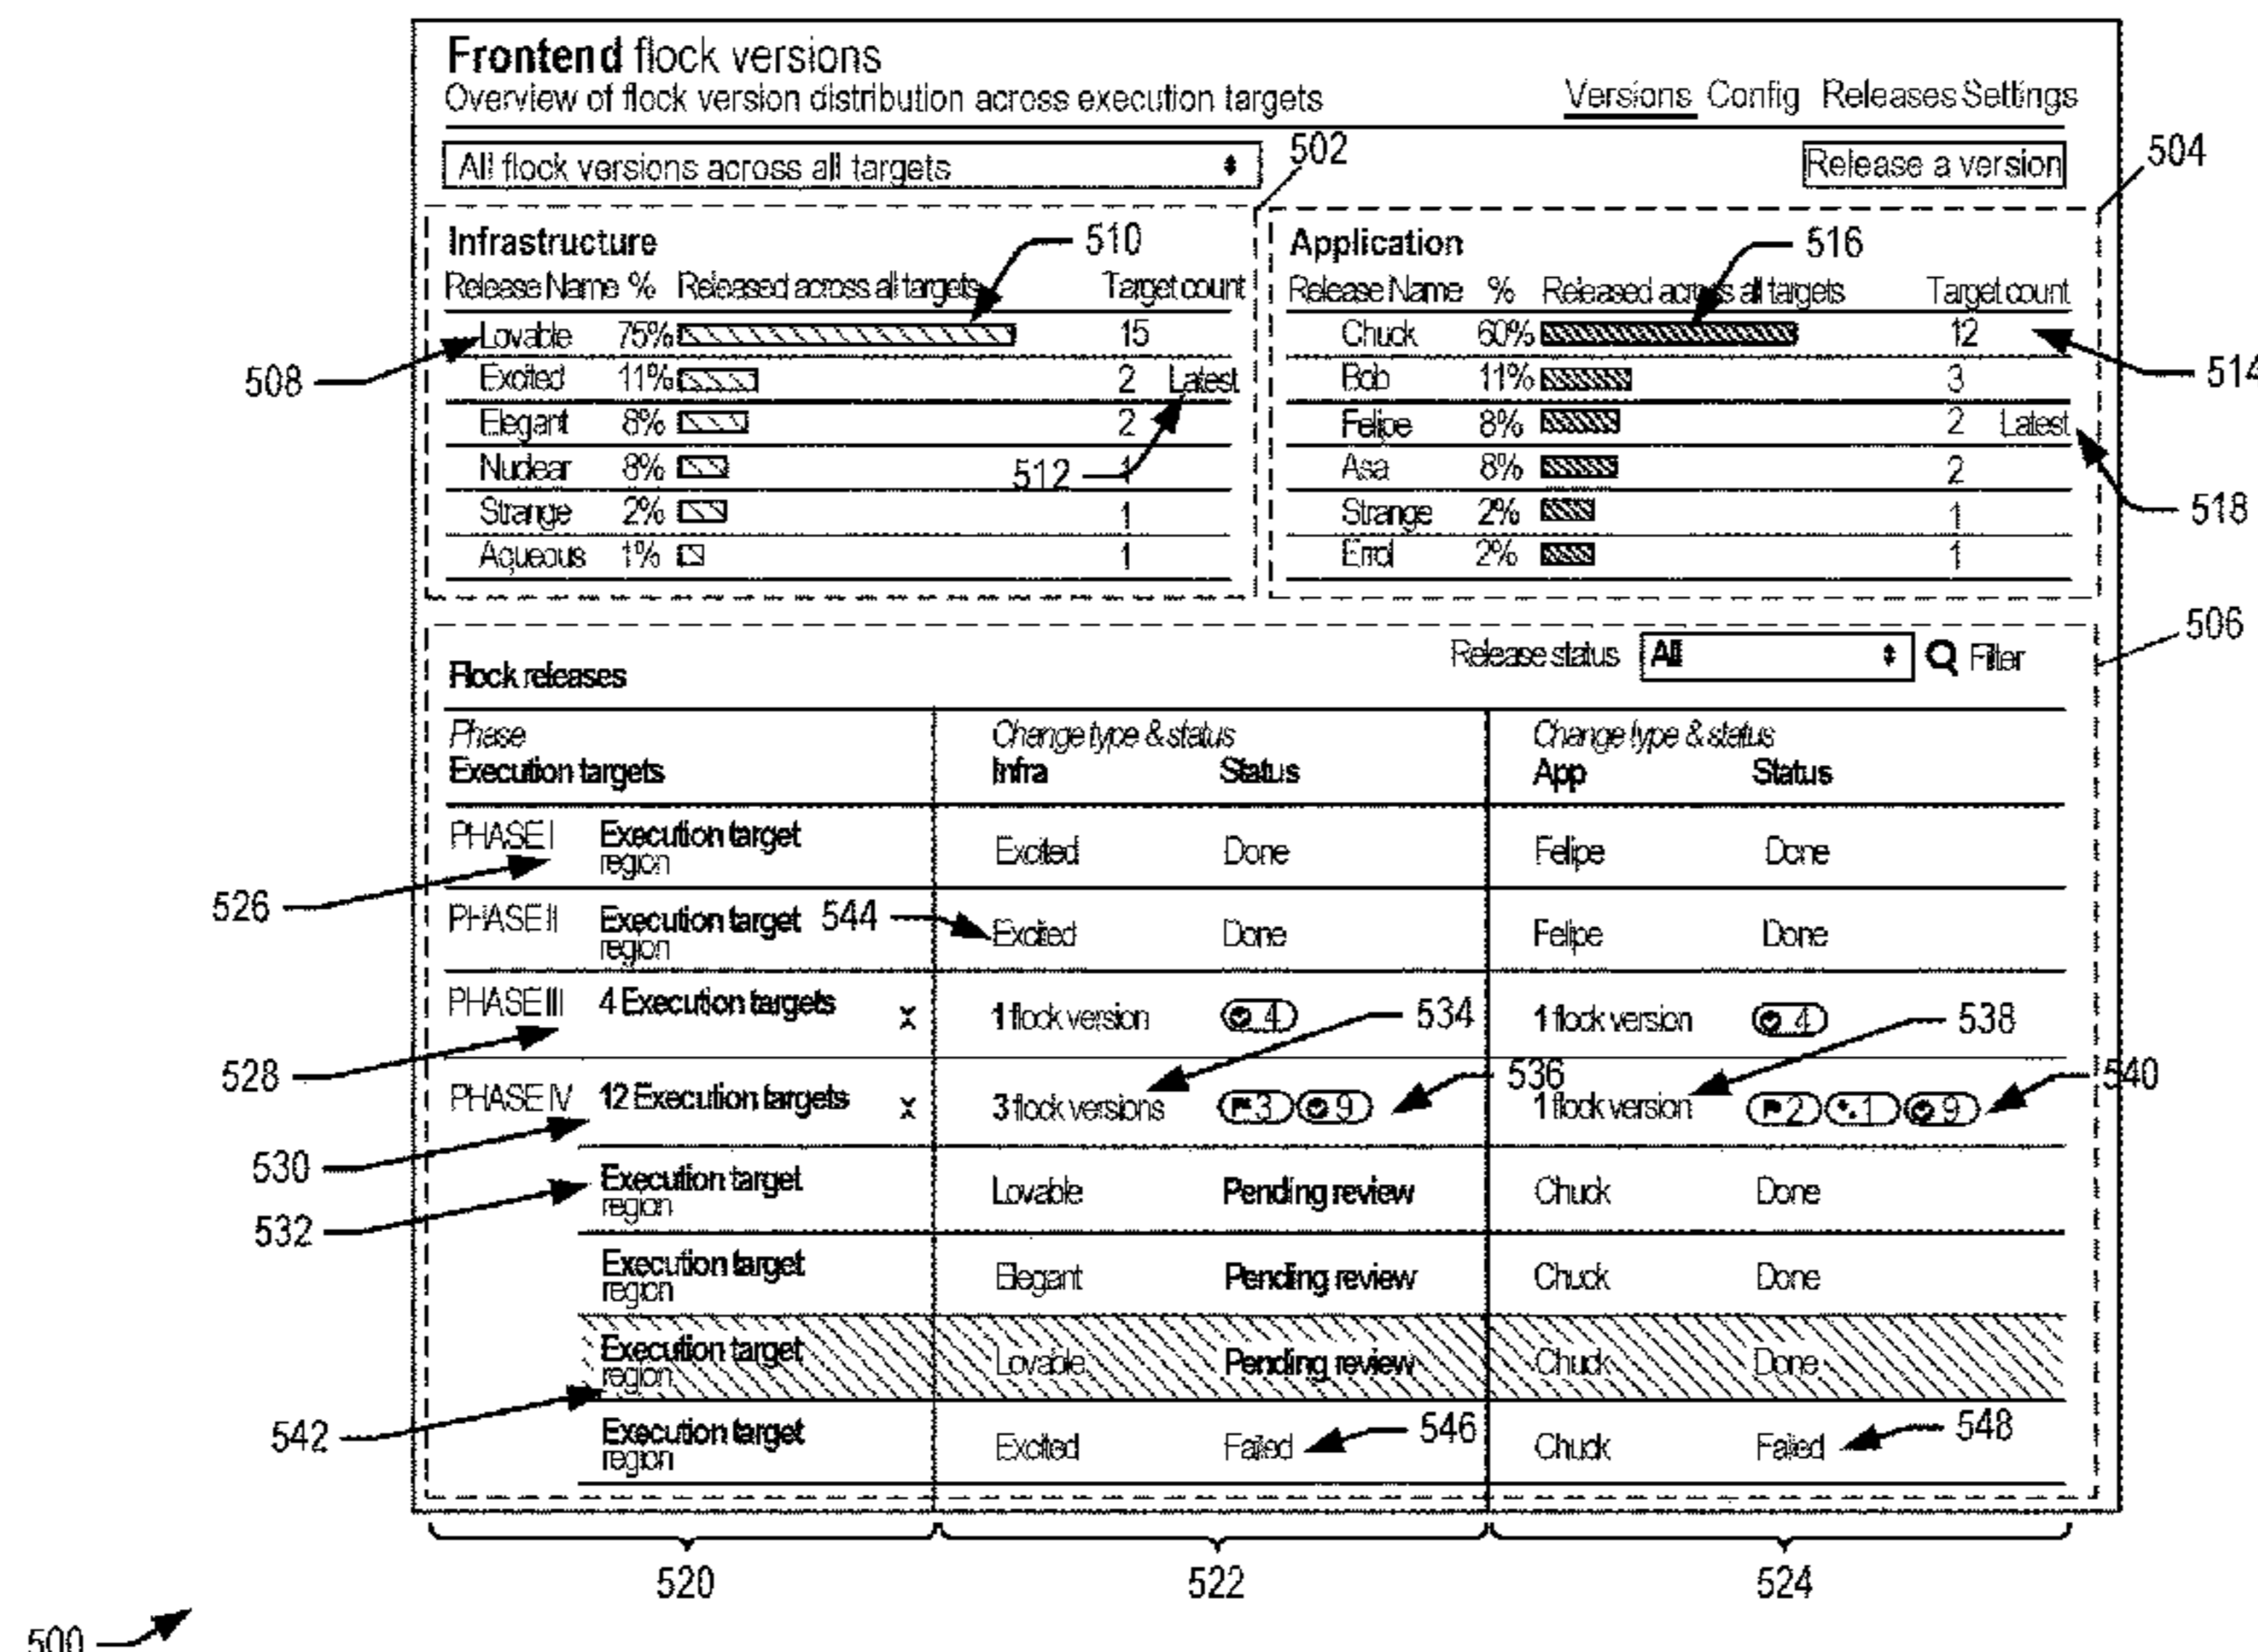 Frontend flock versions
Overview of flock version distribution across execution targets
Versions Config Releases Settings
All flock versions across all targets
Release a version
502
504
Infrastructure
510
Release Name % Released across all targets Target count
Lovable 75% 15
Excited 11% 2 Latest
Elegant 8% 2
Nuclear 8% 1
Strange 2% 1
Aqueous 1% 1
508
512
Application
516
Release Name % Released across all targets Target count
Chuck 60% 12
Bob 11% 3
Felipe 8% 2 Latest
Asa 8% 2
Strange 2% 1
Errol 2% 1
514
518
506
Flock releases
Release status All Filter
Phase Change type & status Change type & status
Execution targets Infra Status App Status
PHASE I Execution target Excited Done Felipe Done
region
526
PHASE II Execution target 544 Excited Done Felipe Done
region
PHASE III 4 Execution targets 1 flock version 4 534 1 flock version 4 538
528
PHASE IV 12 Execution targets 3 flock versions 3 9 536 1 flock version 2 1 9 540
530
Execution target Lovable Pending review Chuck Done
region
532
Execution target Elegant Pending review Chuck Done
region
Execution target Lovable Pending review Chuck Done
region
542
Execution target Excited Failed 546 Chuck Failed 548
region
520 522 524
500